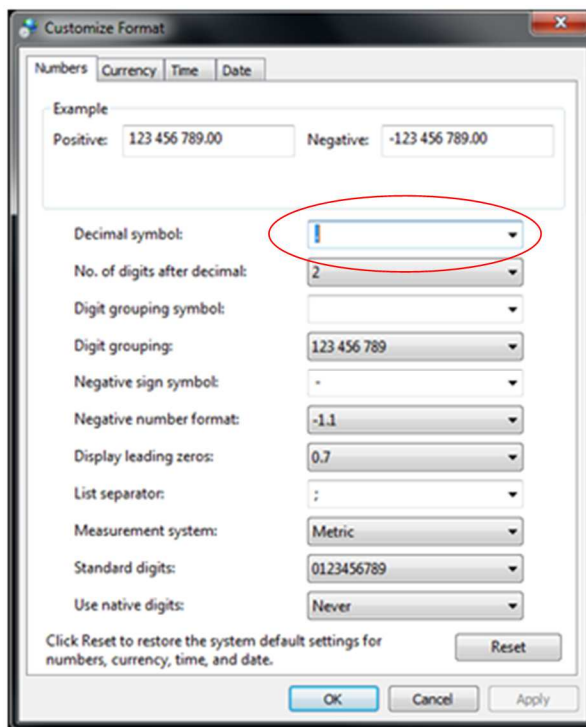 Customize Format
Numbers Currency Time Date
Example
Positive: 123 456 789.00 Negative: -123 456 789.00
Decimal symbol: .
No. of digits after decimal: 2
Digit grouping symbol:
Digit grouping: 123 456 789
Negative sign symbol: -
Negative number format: -1.1
Display leading zeros: 0.7
List separator: ;
Measurement system: Metric
Standard digits: 0123456789
Use native digits: Never
Click Reset to restore the system default settings for
numbers, currency, time, and date.
Reset
OK Cancel Apply